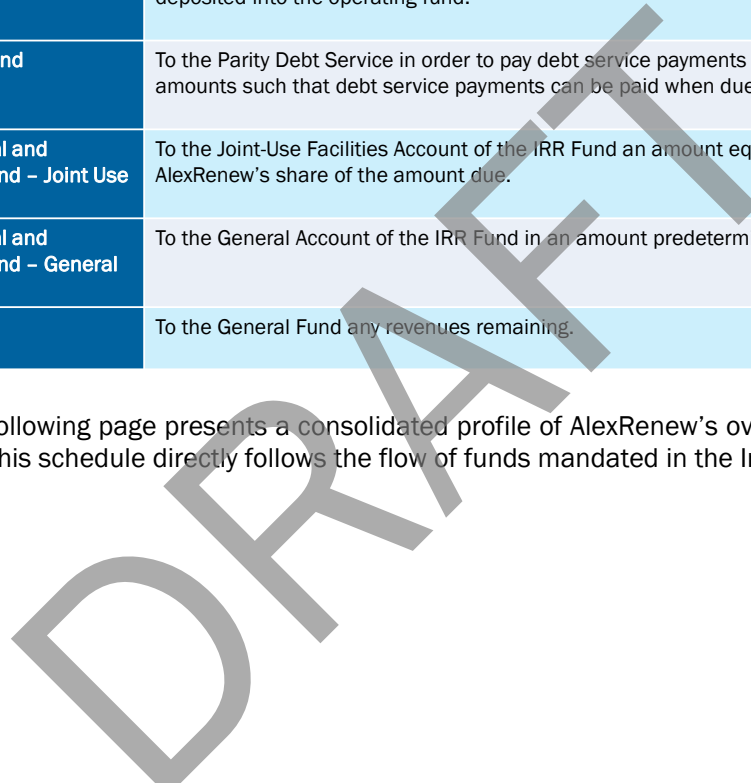 deposited into the operating fund.
nd
To the Parity Debt Service in order to pay debt service payments
amounts such that debt service payments can be paid when due
l and
nd – Joint Use
To the Joint-Use Facilities Account of the IRR Fund an amount eq
AlexRenew's share of the amount due.
l and
nd – General
To the General Account of the IRR Fund in an amount predeterm
To the General Fund any revenues remaining.
ollowing page presents a consolidated profile of AlexRenew's ov
his schedule directly follows the flow of funds mandated in the I
DRAFT